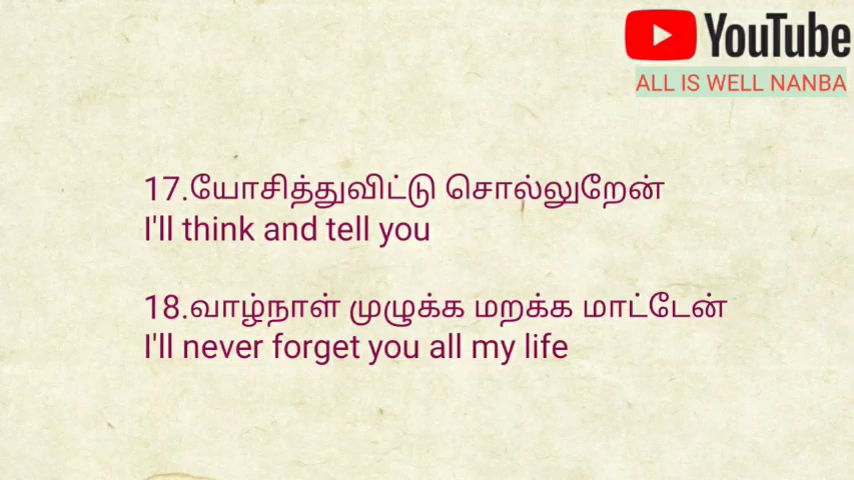 YouTube
ALL IS WELL NANBA
17.யோசித்துவிட்டு சொல்லுறேன்
I'll think and tell you
18.வாழ்நாள் முழுக்க மறக்க மாட்டேன்
I'll never forget you all my life